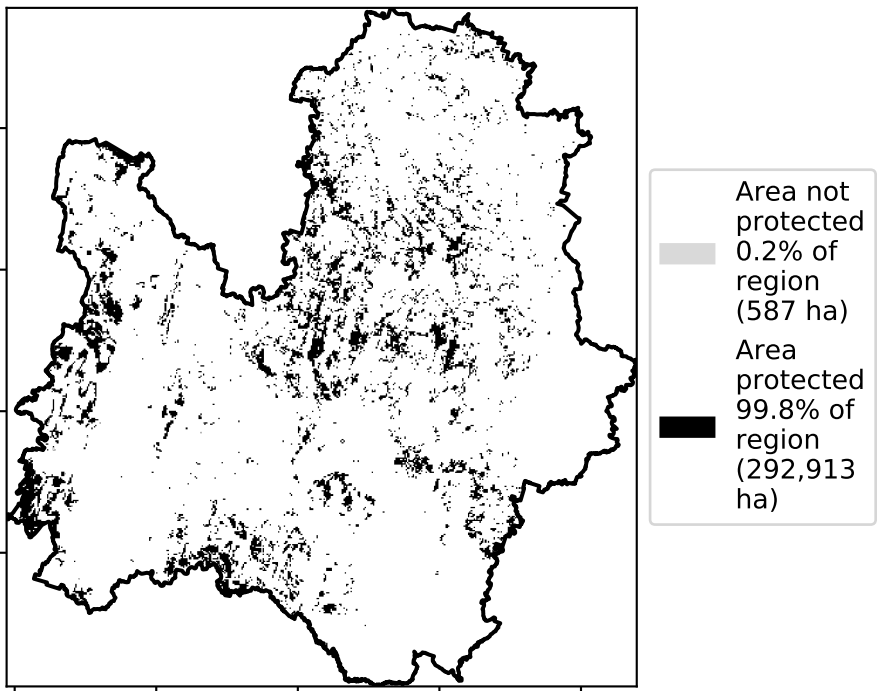 Area not
protected
0.2% of
region
(587 ha)
Area
protected
99.8% of
region
(292,913
ha)